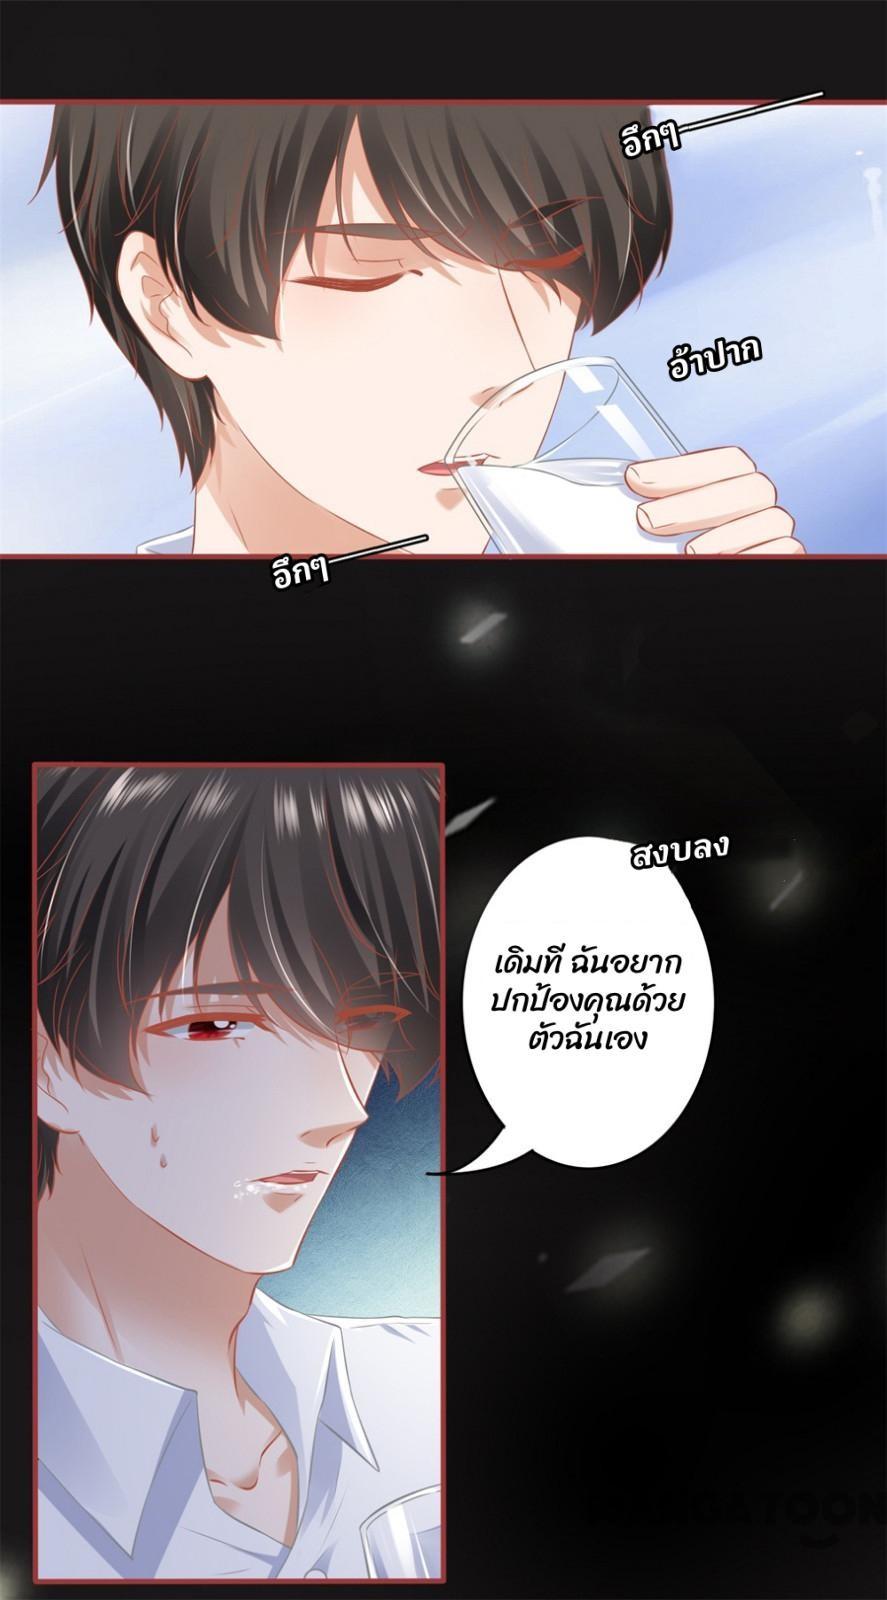 อึกๆ
อ้าปาก
อึกๆ
สงบลง
เดิมที ฉันอยาก
ปกป้องคุณด้วย
ตัวฉันเอง
MANGATOON